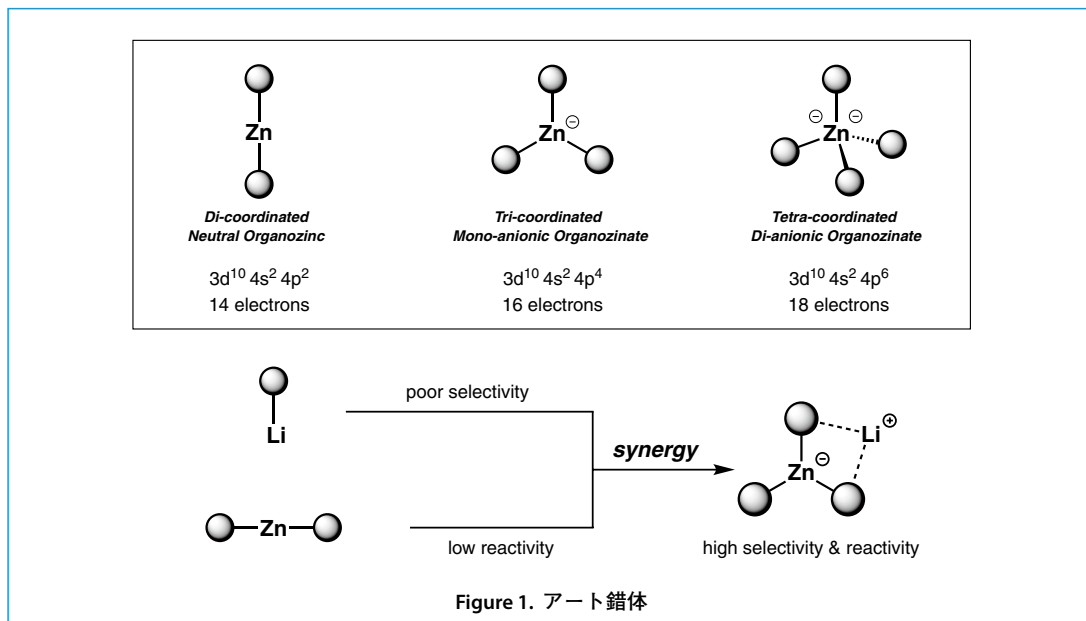 Zn
Di-coordinated
Neutral Organozinc
3d¹⁰ 4s² 4p²
14 electrons
Zn⊖
Tri-coordinated
Mono-anionic Organozinate
3d¹⁰ 4s² 4p⁴
16 electrons
⊖ ⊖
Zn
Tetra-coordinated
Di-anionic Organozinate
3d¹⁰ 4s² 4p⁶
18 electrons
Li
poor selectivity
Zn
low reactivity
synergy
Li⊕
Zn⊖
high selectivity & reactivity
Figure 1. アート錯体